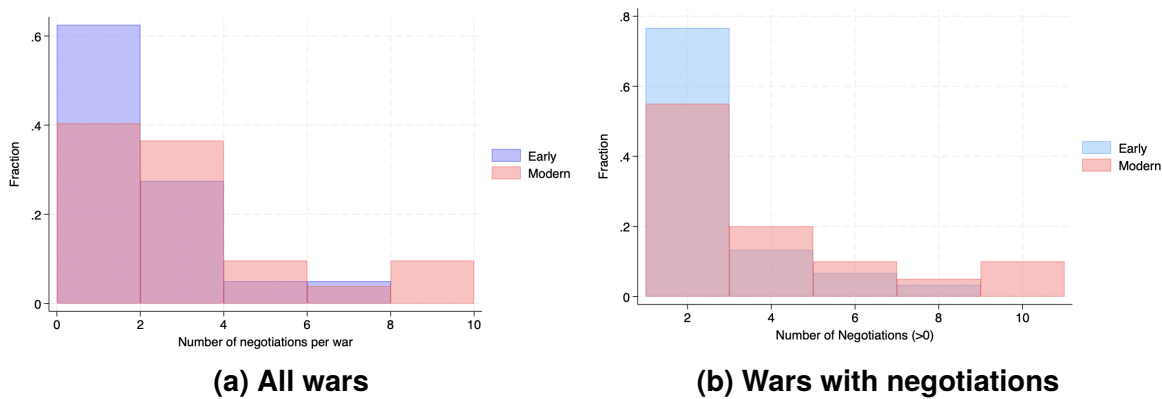 .6
.4
.2
0
Fraction
0 2 4 6 8 10
Number of negotiations per war
Early
Modern
(a) All wars
.8
.6
.4
.2
0
Fraction
2 4 6 8 10
Number of Negotiations (>0)
Early
Modern
(b) Wars with negotiations